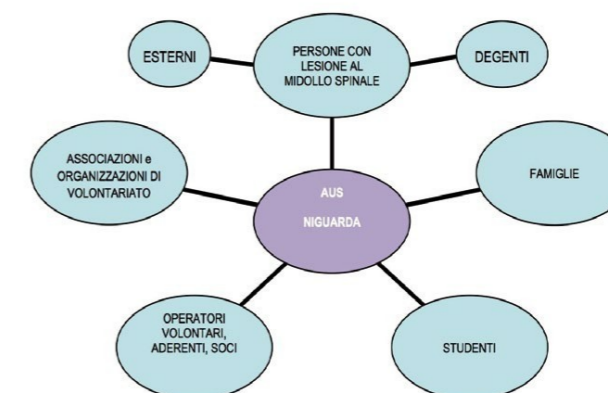 ESTERNI
PERSONE CON
LESIONE AL
MIDOLLO SPINALE
DEGENTI
ASSOCIAZIONI e
ORGANIZZAZIONI DI
VOLONTARIATO
AUS
NIGUARDA
FAMIGLIE
OPERATORI
VOLONTARI,
ADERENTI, SOCI
STUDENTI